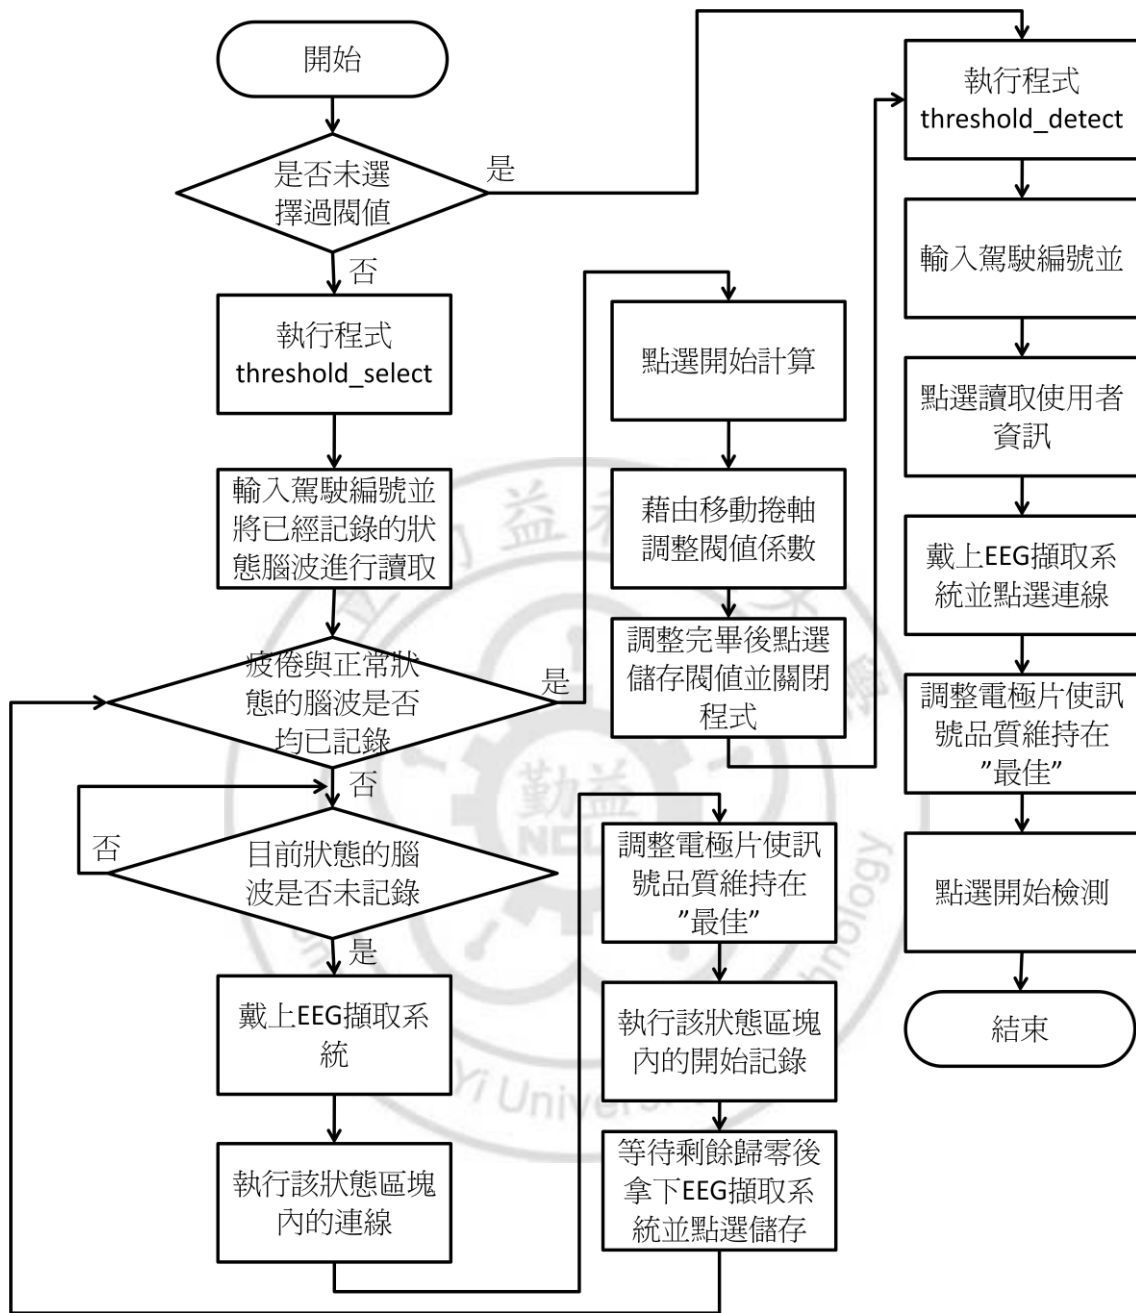 開始
是否未選
擇過閥值
是
否
執行程式
threshold_select
輸入駕駛編號並
將已經記錄的狀
態腦波進行讀取
疲倦與正常狀
態的腦波是否
均已記錄
是
否
目前狀態的腦
波是否未記錄
否
是
戴上EEG擷取系
統
執行該狀態區塊
內的連線
調整電極片使訊
號品質維持在
”最佳”
執行該狀態區塊
內的開始記錄
等待剩餘歸零後
拿下EEG擷取系
統並點選儲存
點選開始計算
藉由移動捲軸
調整閥值係數
調整完畢後點選
儲存閥值並關閉
程式
執行程式
threshold_detect
輸入駕駛編號並
點選讀取使用者
資訊
戴上EEG擷取系
統並點選連線
調整電極片使訊
號品質維持在
”最佳”
點選開始檢測
結束
勤益